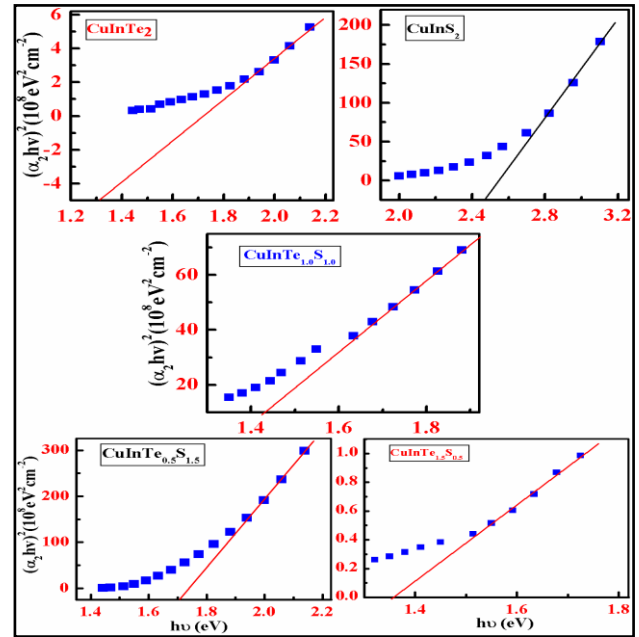 CuInTe2
(α2hν)2(108eV2cm-2)
6
4
2
0
-2
-4
1.2 1.4 1.6 1.8 2.0 2.2
CuInS2
200
150
100
50
0
2.0 2.4 2.8 3.2
CuInTe1.0S1.0
(α2hν)2(108eV2cm-2)
60
40
20
1.4 1.6 1.8
CuInTe0.5S1.5
(α2hν)2(108eV2cm-2)
300
200
100
0
1.4 1.6 1.8 2.0 2.2
hυ (eV)
CuInTe1.5S0.5
1.0
0.8
0.6
0.4
0.2
0.0
1.4 1.6 1.8
hυ (eV)